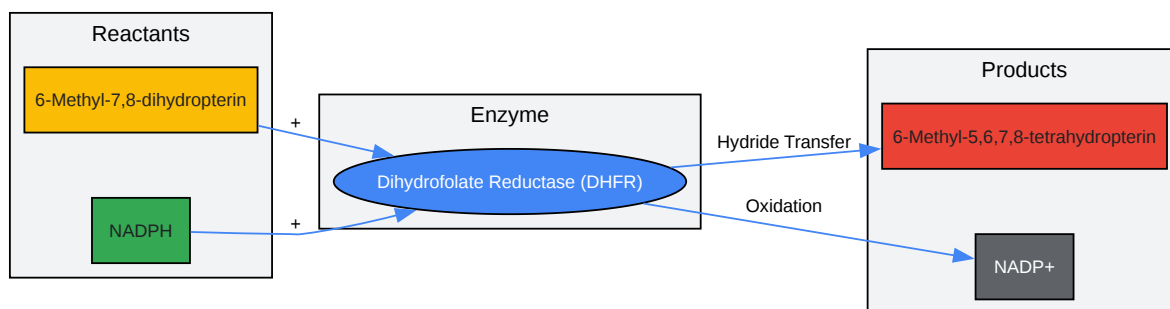 Reactants
6-Methyl-7,8-dihydropterin
+
NADPH
+
Enzyme
Dihydrofolate Reductase (DHFR)
Hydride Transfer
Oxidation
Products
6-Methyl-5,6,7,8-tetrahydropterin
NADP+